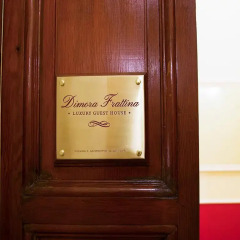 Dimora Frattina
• LUXURY GUEST HOUSE •